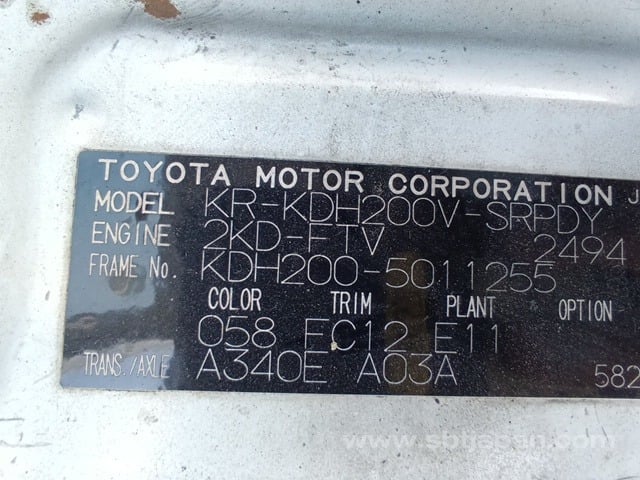 TOYOTA MOTOR CORPORATION J
MODEL KR-KDH200V-SRPDY
ENGINE 2KD-FTV 2494
FRAME No. KDH200-5011255
COLOR TRIM PLANT OPTION
058 FC12 E11
TRANS./AXLE A340E A03A 582
www.sbtjapan.com